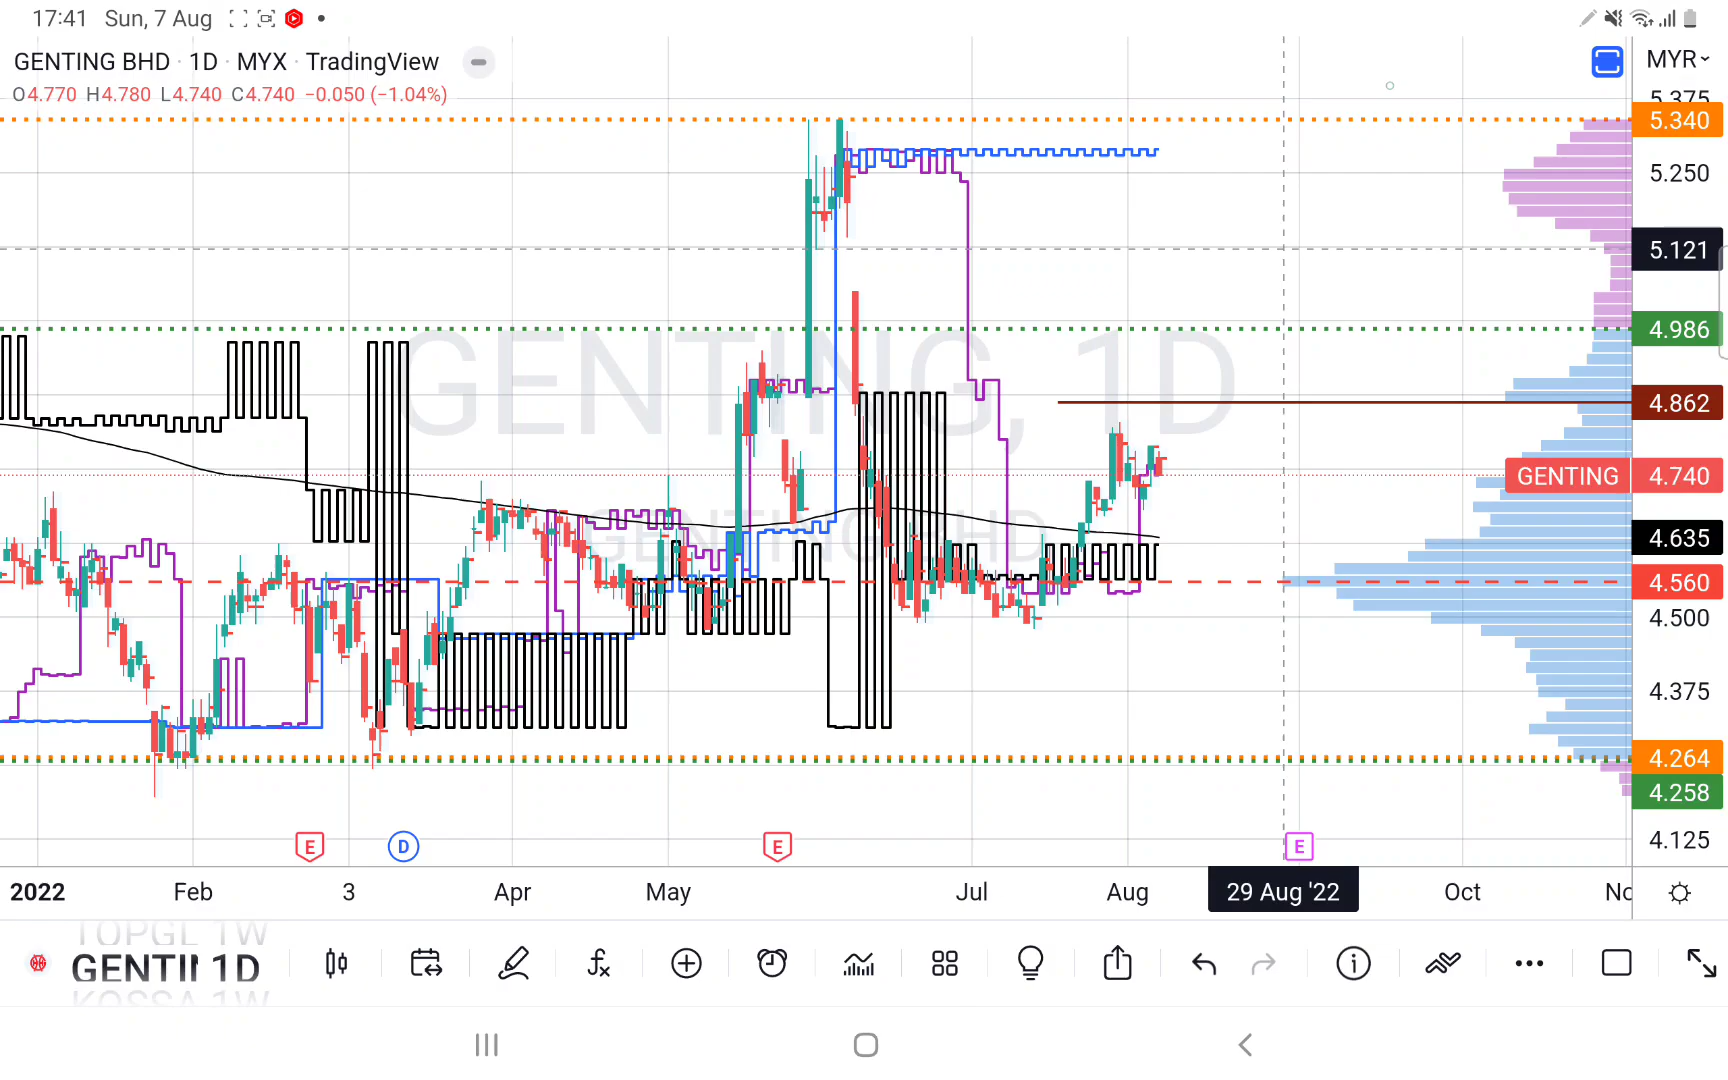 17:41 Sun, 7 Aug
GENTING BHD · 1D · MYX · TradingView
MYR
O4.770 H4.780 L4.740 C4.740 −0.050 (−1.04%)
5.375
5.340
5.250
5.121
4.986
GENTING, 1D
4.862
GENTING 4.740
GENTING BHD
4.635
4.560
4.500
4.375
4.264
4.258
4.125
E D E E
2022 Feb 3 Apr May Jul Aug 29 Aug '22 Oct
TOPGL 1W
GENTII 1D
KOSSA 1W